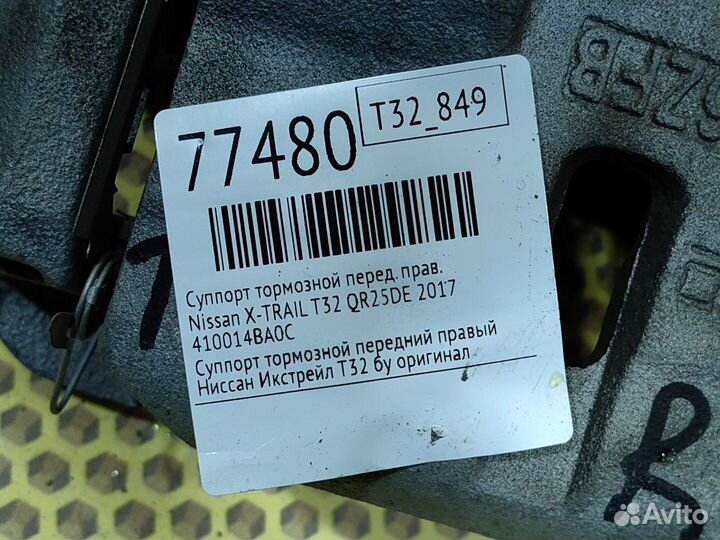 77480
T32_849
Суппорт тормозной перед. прав.
Nissan X-TRAIL T32 QR25DE 2017
410014BA0C
Суппорт тормозной передний правый
Ниссан Икстрейл Т32 бу оригинал
R
Avito